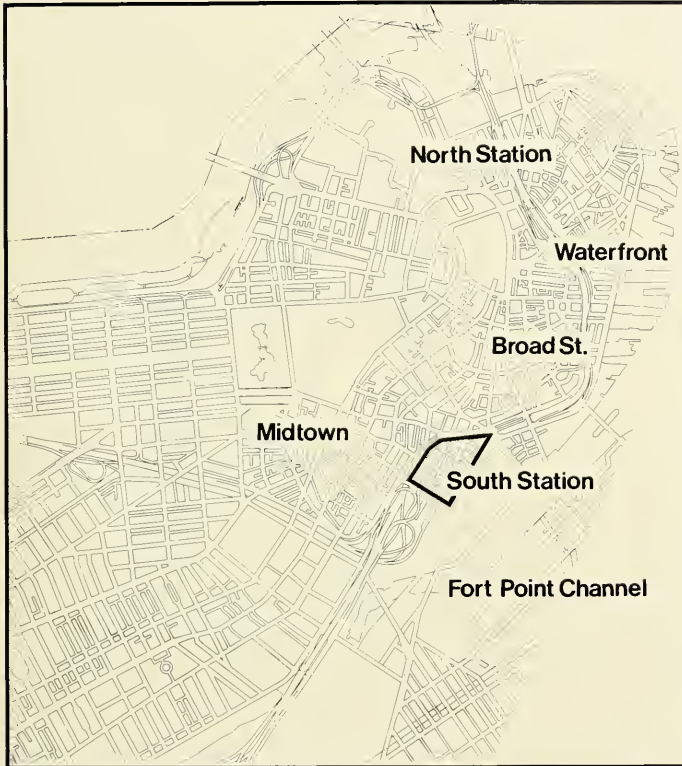 North Station
Waterfront
Broad St.
Midtown
South Station
Fort Point Channel